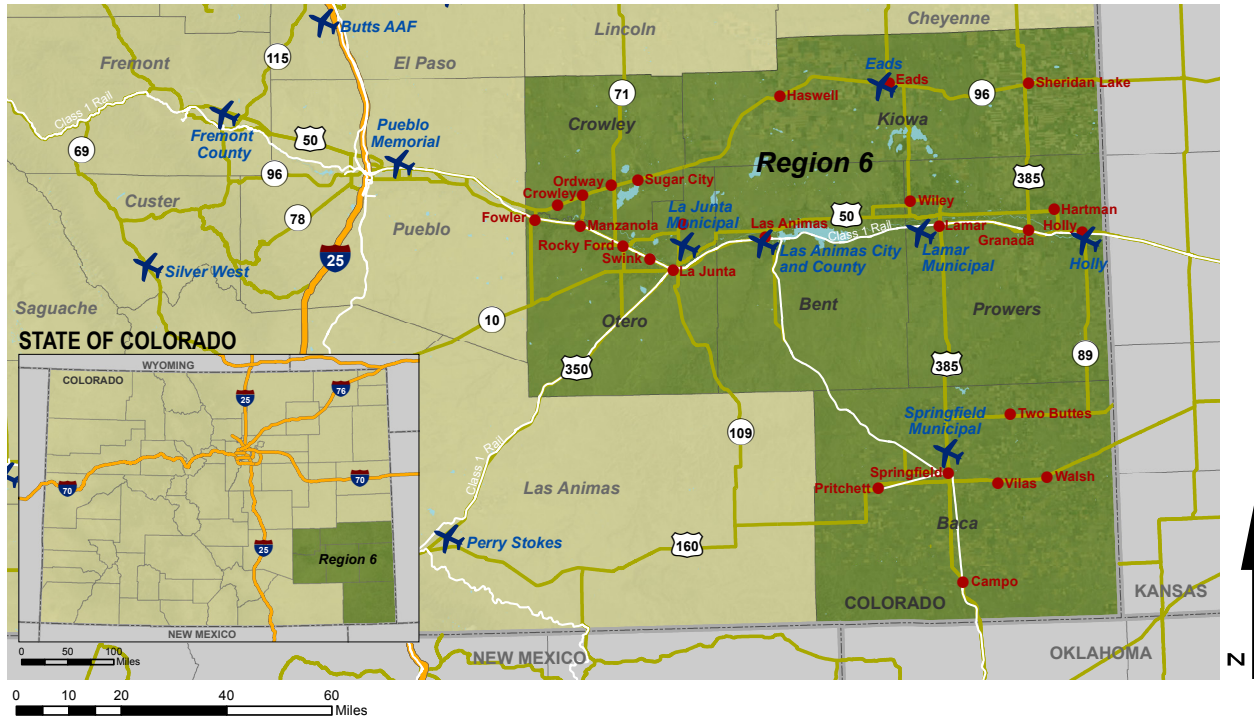 Butts AAF
Lincoln
Cheyenne
Fremont
115
El Paso
Class 1 Rail
Fremont
County
50
Pueblo
Memorial
69
96
Custer
78
Pueblo
25
Silver West
Saguache
10
71
Crowley
Haswell
Eads
Eads
96
Sheridan Lake
Kiowa
Region 6
385
Ordway
Sugar City
Crowley
Fowler
Manzanola
La Junta
Municipal
Rocky Ford
Swink
La Junta
Las Animas
50
Wiley
Class 1 Rail
Lamar
Hartman
Holly
Granada
Las Animas City
and County
Lamar
Municipal
Holly
Bent
Prowers
Otero
350
385
89
Class 1 Rail
109
Springfield
Municipal
Two Buttes
Las Animas
Springfield
Pritchett
Vilas
Walsh
Baca
Perry Stokes
160
Campo
COLORADO
KANSAS
NEW MEXICO
OKLAHOMA
STATE OF COLORADO
WYOMING
COLORADO
25
76
70
70
25
Region 6
NEW MEXICO
0 50 100
Miles
0 10 20 40 60
Miles
N